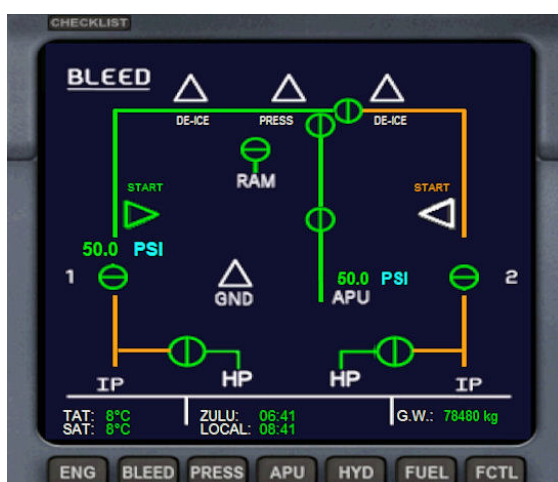 CHECKLIST
BLEED
DE-ICE PRESS DE-ICE
RAM
START START
50.0 PSI
1 GND 50.0 PSI 2
APU
HP HP
IP IP
TAT: 8°C ZULU: 06:41 G.W.: 78480 kg
SAT: 8°C LOCAL: 08:41
ENG BLEED PRESS APU HYD FUEL FCTL